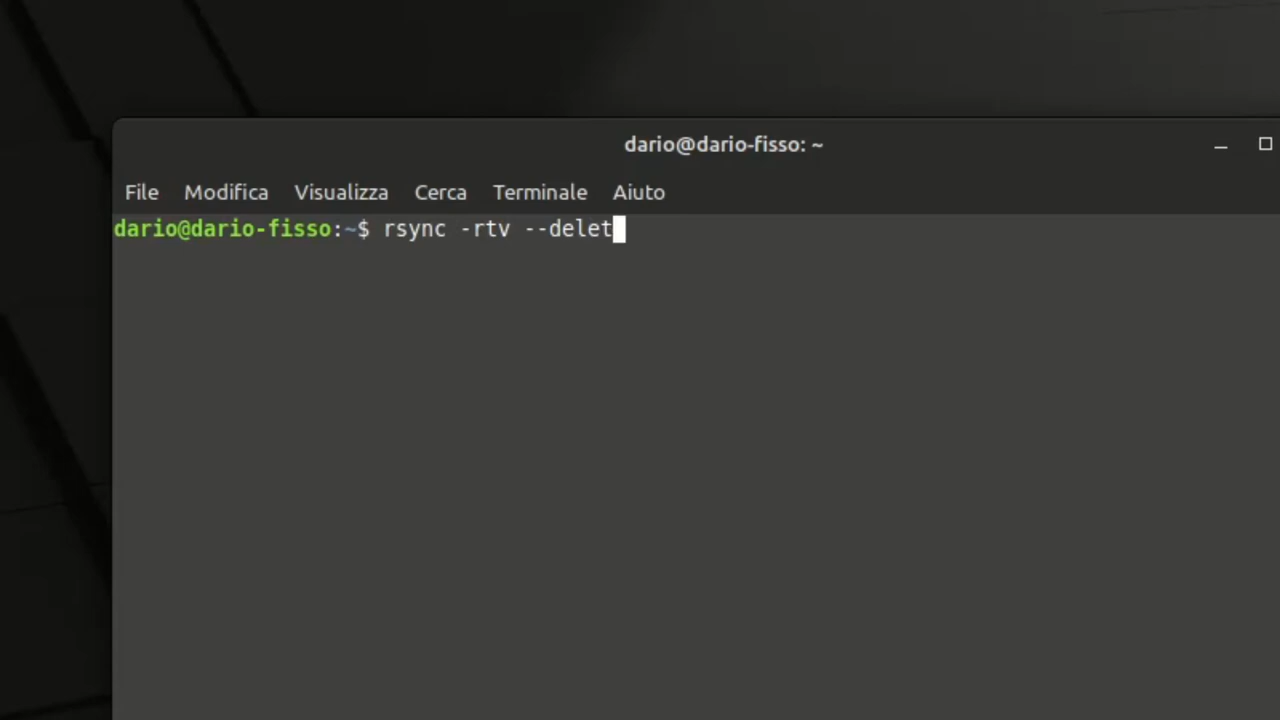 dario@dario-fisso: ~
File Modifica Visualizza Cerca Terminale Aiuto
dario@dario-fisso:~$ rsync -rtv --delet